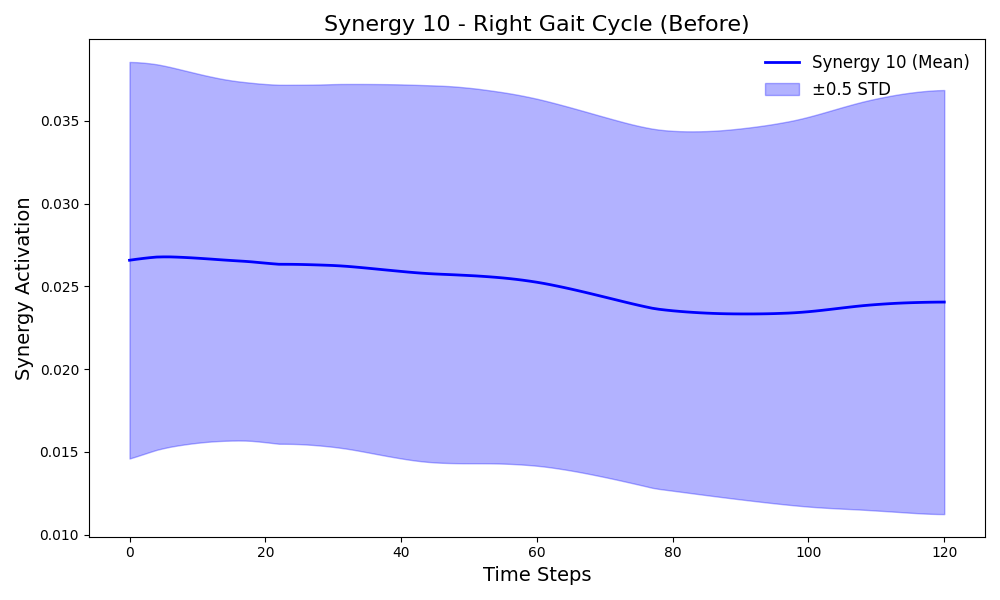 Synergy 10 - Right Gait Cycle (Before)
Synergy 10 (Mean)
±0.5 STD
Synergy Activation
0.035
0.030
0.025
0.020
0.015
0.010
0 20 40 60 80 100 120
Time Steps